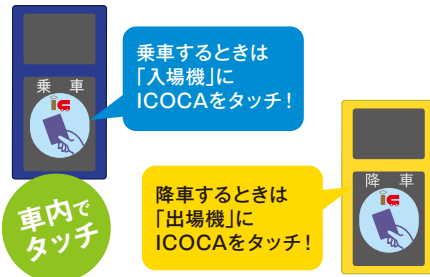 乗車
乗車するときは
「入場機」に
ICOCAをタッチ!
車内で
タッチ
降車するときは
「出場機」に
ICOCAをタッチ!
降車